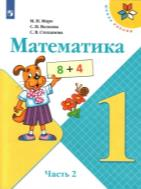 М. И. Моро
С. И. Волкова
С. В. Степанова
Математика
8 + 4
1
Часть 2